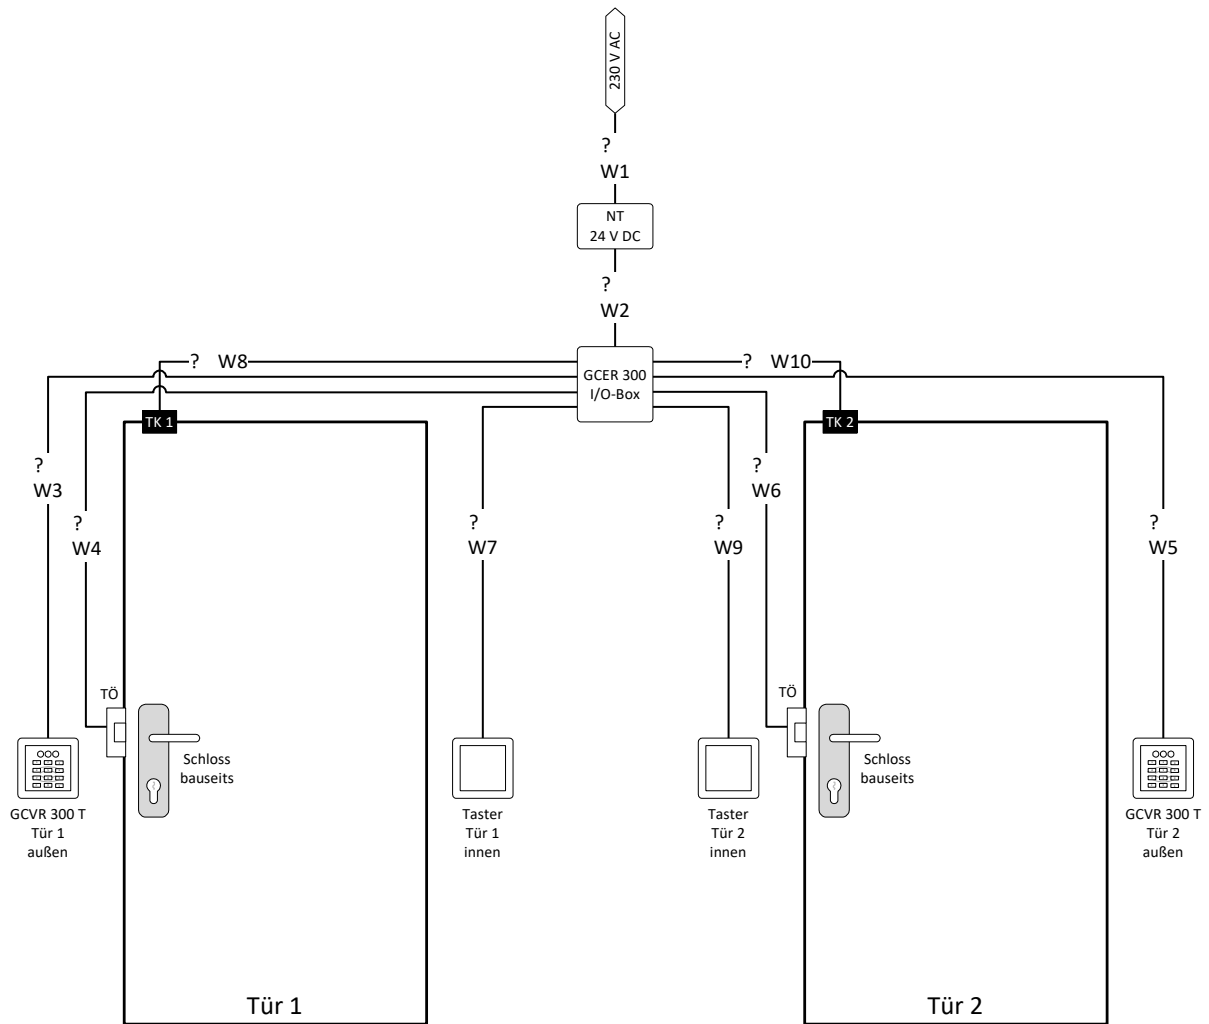 230 V AC
?
W1
NT
24 V DC
?
W2
? W8
GCER 300
I/O-Box
? W10
TK 1
TK 2
?
W3
?
W4
?
W7
?
W9
?
W6
?
W5
TÖ
Schloss
bauseits
TÖ
Schloss
bauseits
GCVR 300 T
Tür 1
außen
Taster
Tür 1
innen
Taster
Tür 2
innen
GCVR 300 T
Tür 2
außen
Tür 1
Tür 2